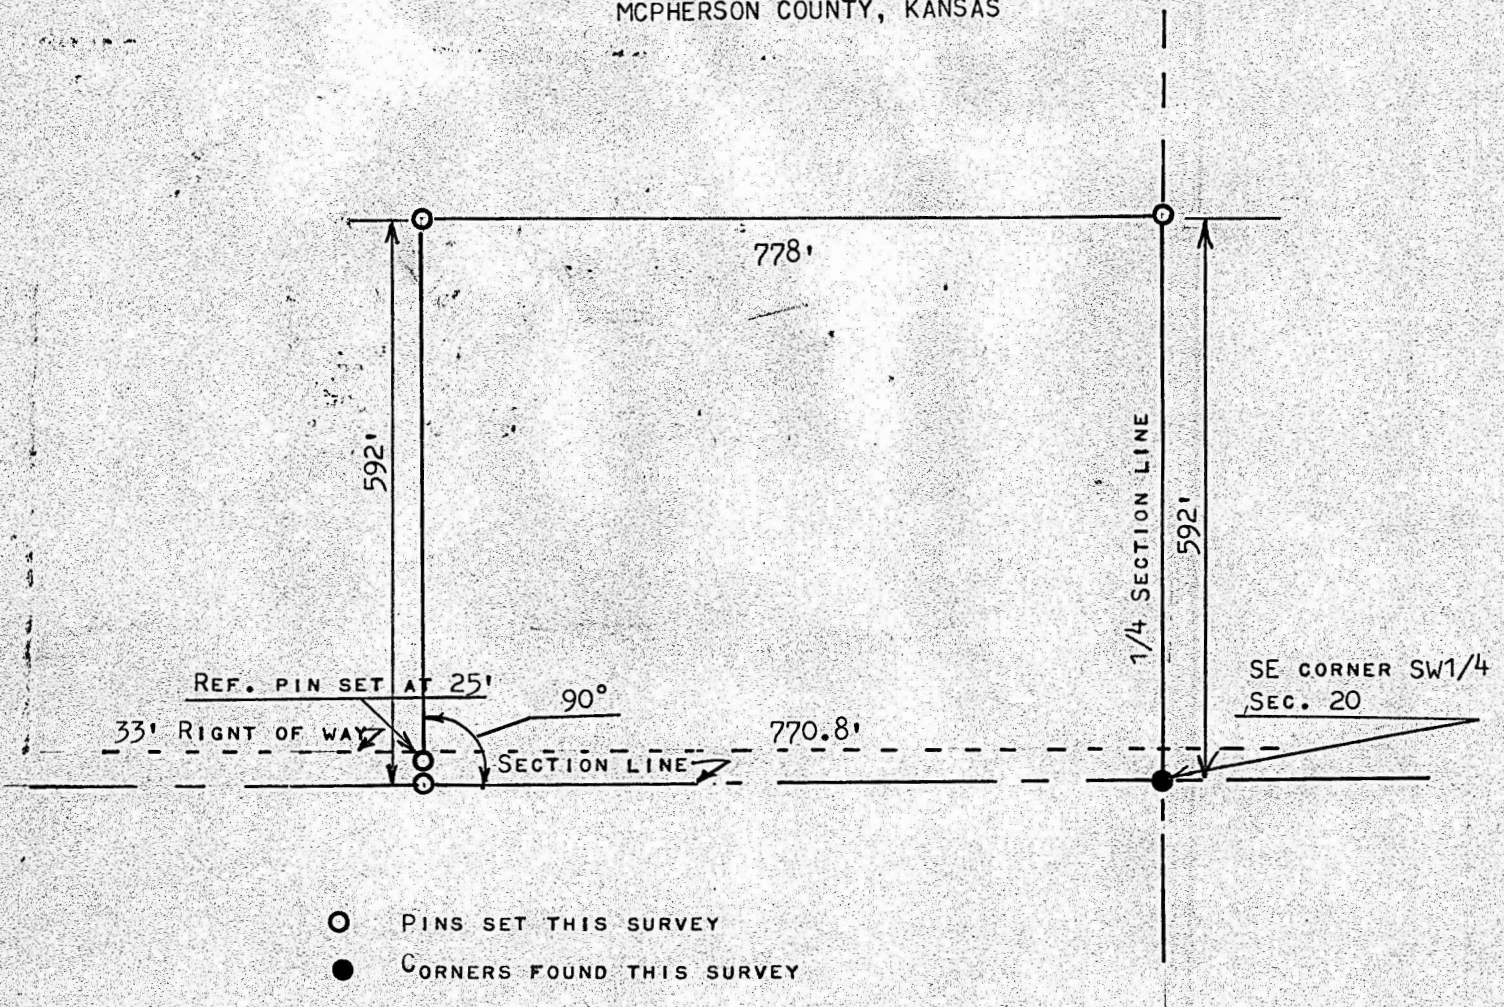 MCPHERSON COUNTY, KANSAS
778'
592'
1/4 SECTION LINE
592'
SE CORNER SW1/4
SEC. 20
REF. PIN SET AT 25'
90°
33' RIGNT OF WAY
770.8'
SECTION LINE
PINS SET THIS SURVEY
CORNERS FOUND THIS SURVEY